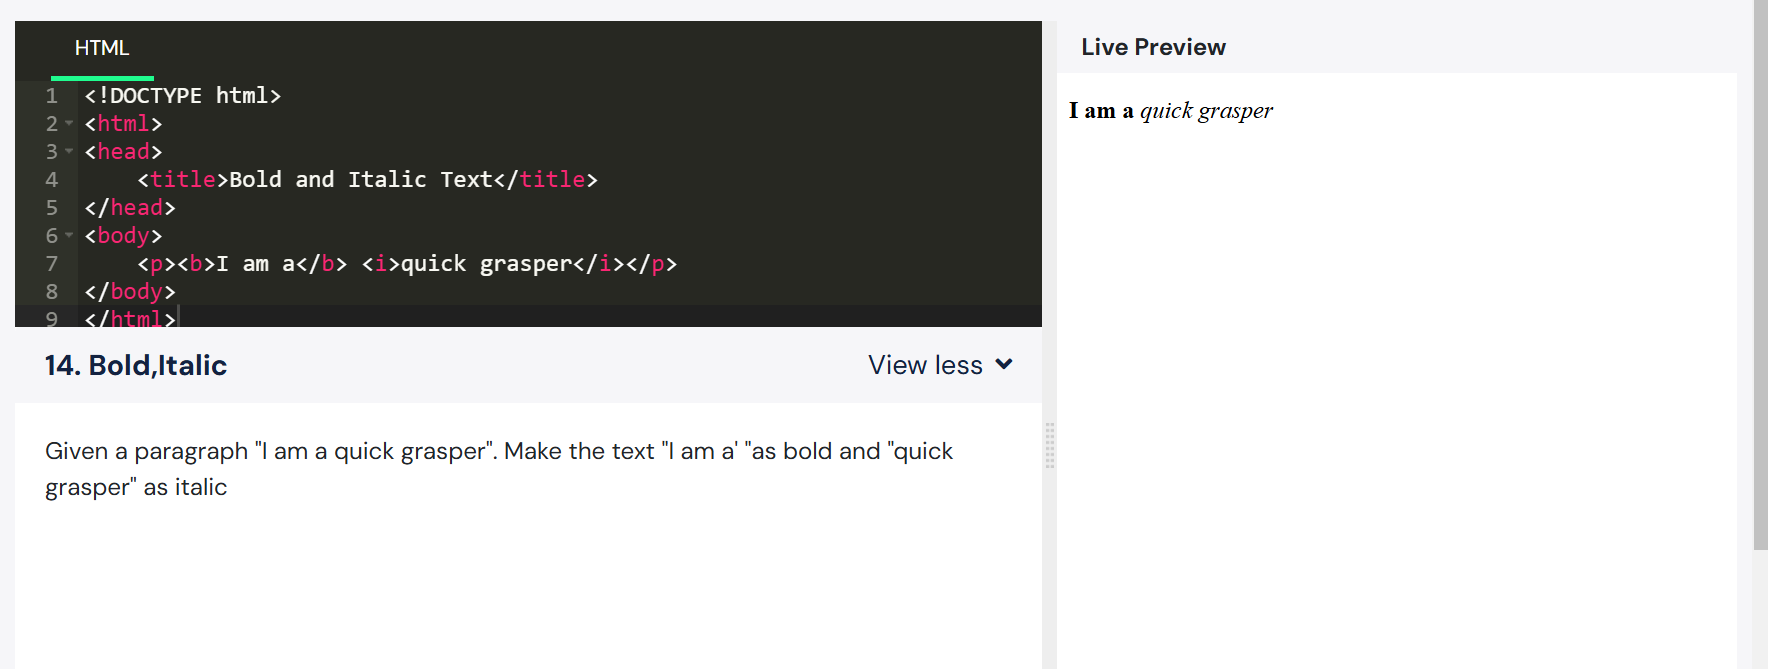 HTML
1 <!DOCTYPE html>
2 <html>
3 <head>
4     <title>Bold and Italic Text</title>
5 </head>
6 <body>
7     <p><b>I am a</b> <i>quick grasper</i></p>
8 </body>
9 </html>
14. Bold,Italic
View less
Given a paragraph "I am a quick grasper". Make the text "I am a' "as bold and "quick
grasper" as italic
Live Preview
I am a quick grasper